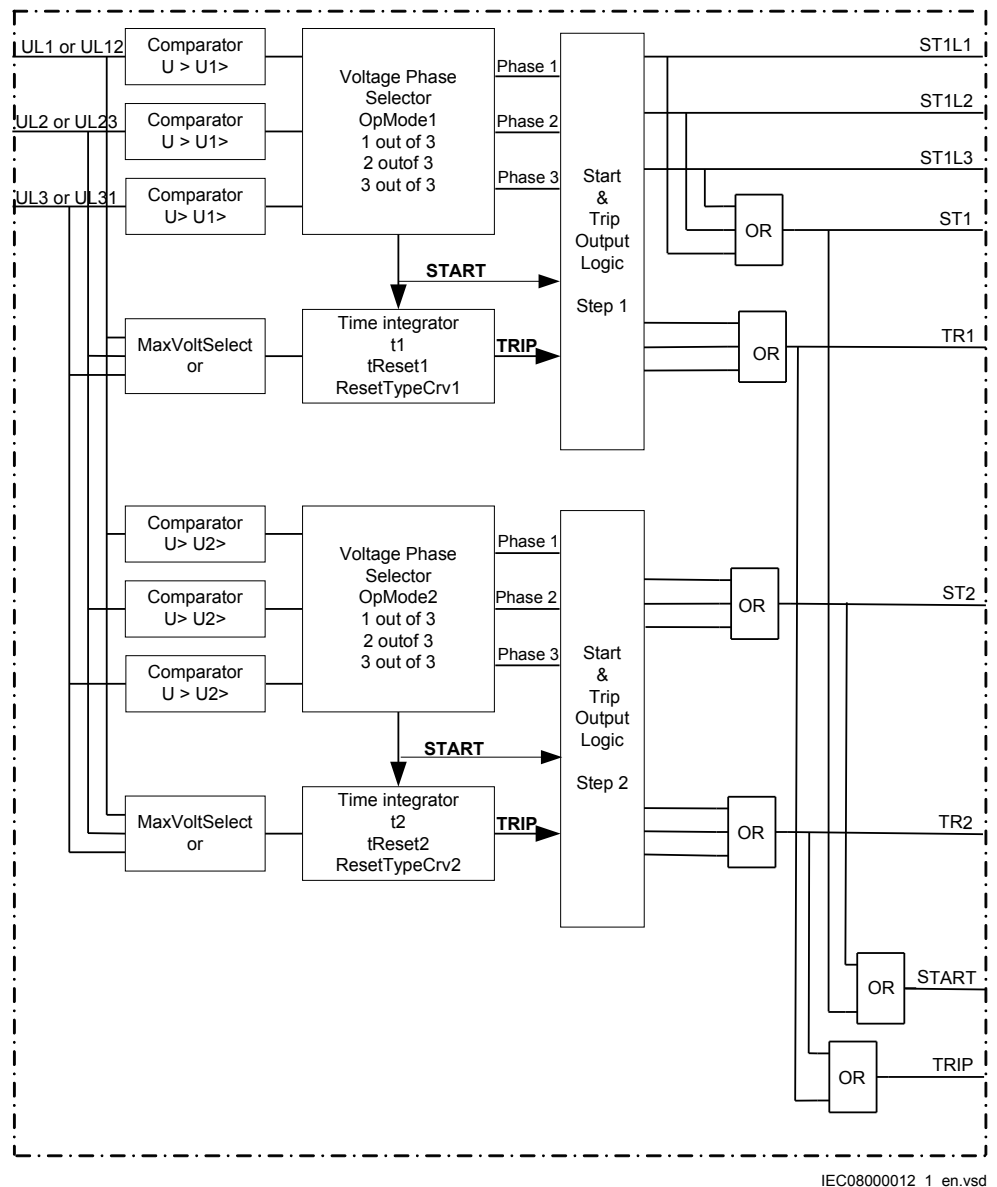 UL1 or UL12
Comparator
U > U1>
UL2 or UL23
Comparator
U > U1>
UL3 or UL31
Comparator
U> U1>
Voltage Phase
Selector
OpMode1
1 out of 3
2 outof 3
3 out of 3
Phase 1
Phase 2
Phase 3
START
MaxVoltSelect
or
Time integrator
t1
tReset1
ResetTypeCrv1
TRIP
Start
&
Trip
Output
Logic
Step 1
ST1L1
ST1L2
ST1L3
OR
ST1
OR
TR1
Comparator
U> U2>
Comparator
U> U2>
Comparator
U > U2>
Voltage Phase
Selector
OpMode2
1 out of 3
2 outof 3
3 out of 3
Phase 1
Phase 2
Phase 3
START
MaxVoltSelect
or
Time integrator
t2
tReset2
ResetTypeCrv2
TRIP
Start
&
Trip
Output
Logic
Step 2
OR
ST2
OR
TR2
OR
START
OR
TRIP
IEC08000012_1_en.vsd